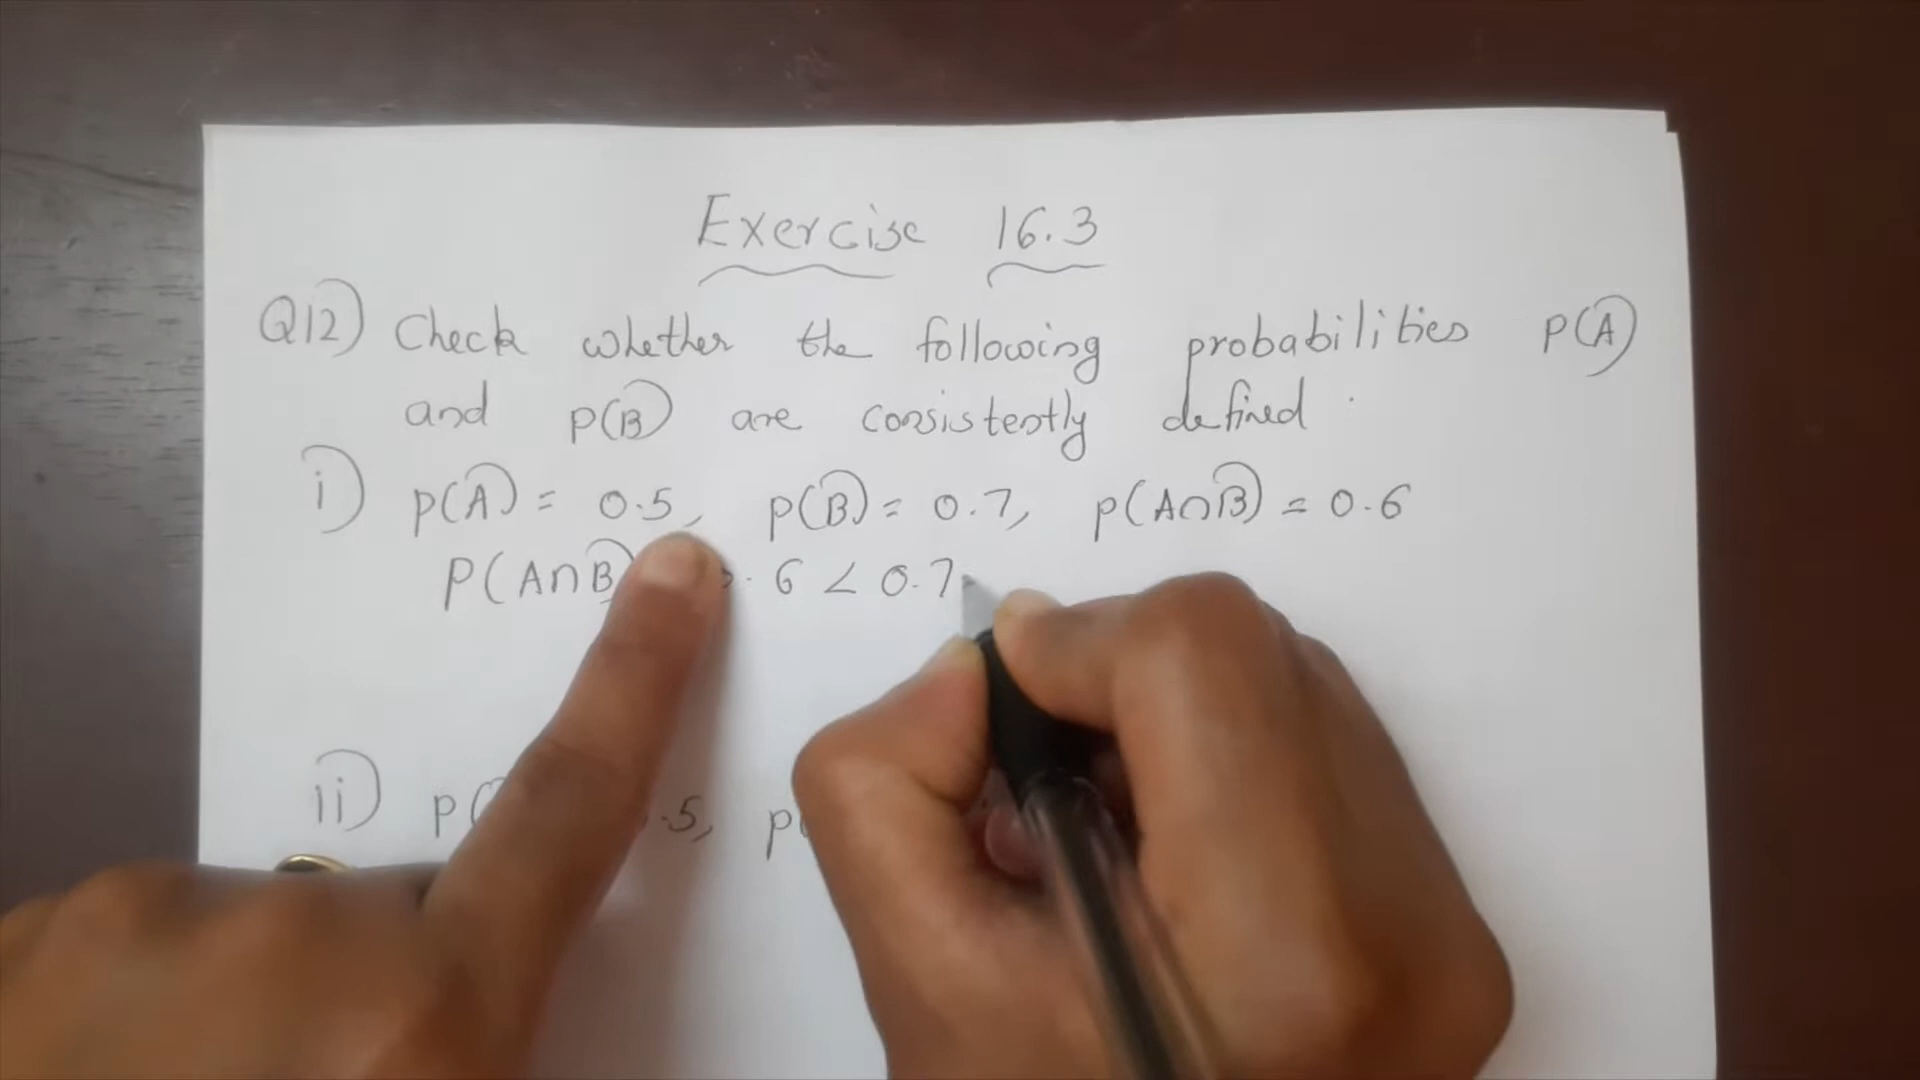 Exercise 16.3
Q12) Check whether the following probabilities P(A)
and P(B) are consistently defined.
i) P(A) = 0.5, P(B) = 0.7, P(A∩B) = 0.6
P(A∩B) . 6 < 0.7
ii) P( .5, P(